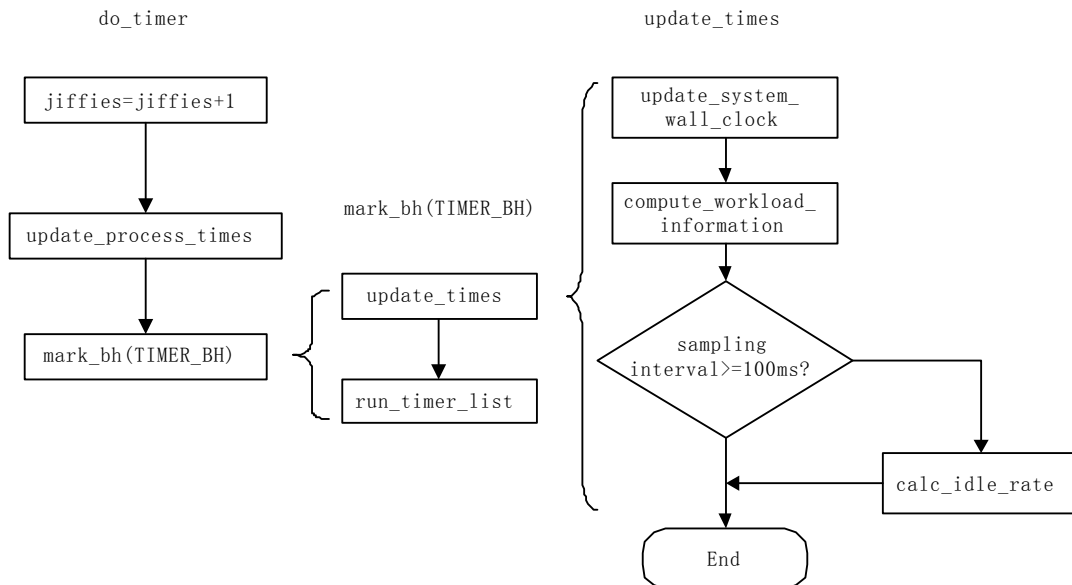 do_timer
jiffies=jiffies+1
update_process_times
mark_bh(TIMER_BH)
mark_bh(TIMER_BH)
update_times
run_timer_list
update_times
update_system_
wall_clock
compute_workload_
information
sampling
interval>=100ms?
calc_idle_rate
End